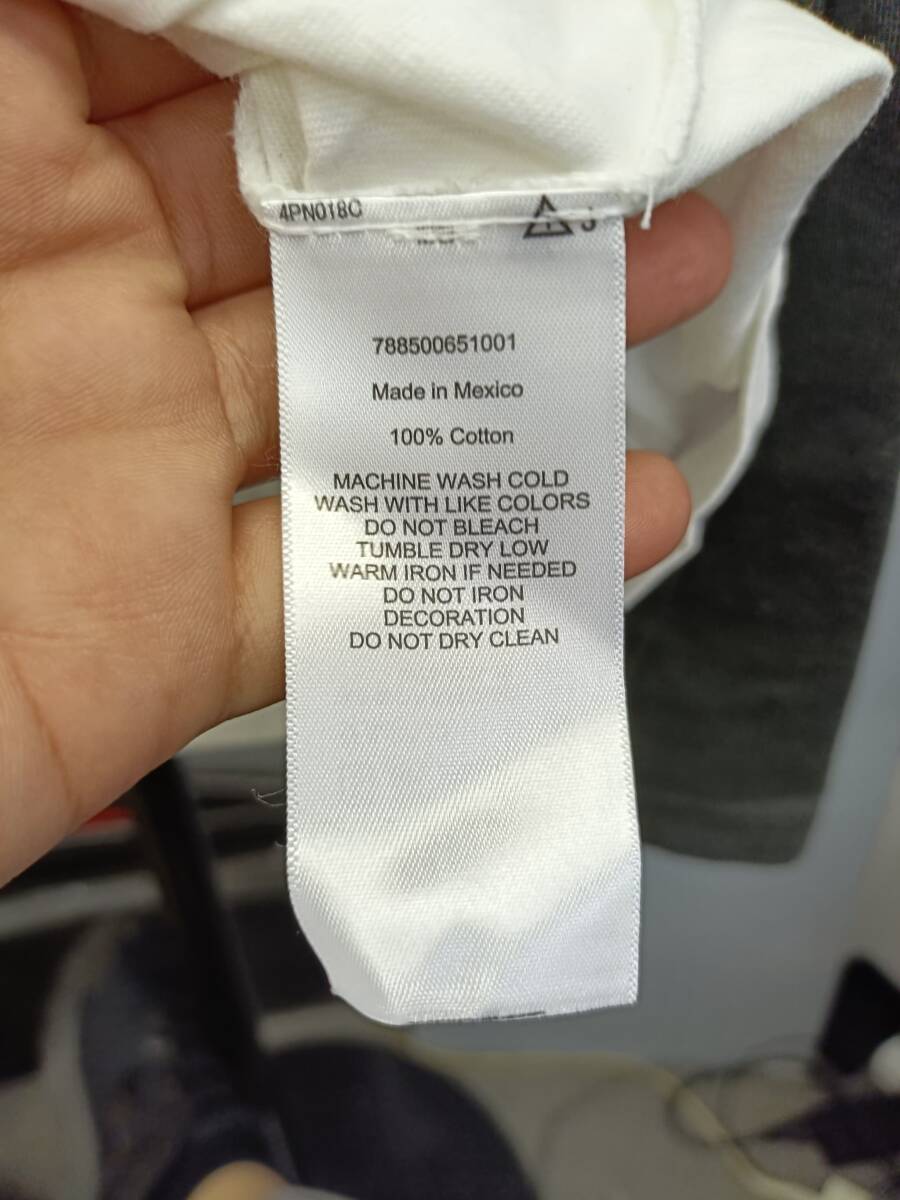 4PN018C
788500651001
Made in Mexico
100% Cotton
MACHINE WASH COLD
WASH WITH LIKE COLORS
DO NOT BLEACH
TUMBLE DRY LOW
WARM IRON IF NEEDED
DO NOT IRON
DECORATION
DO NOT DRY CLEAN